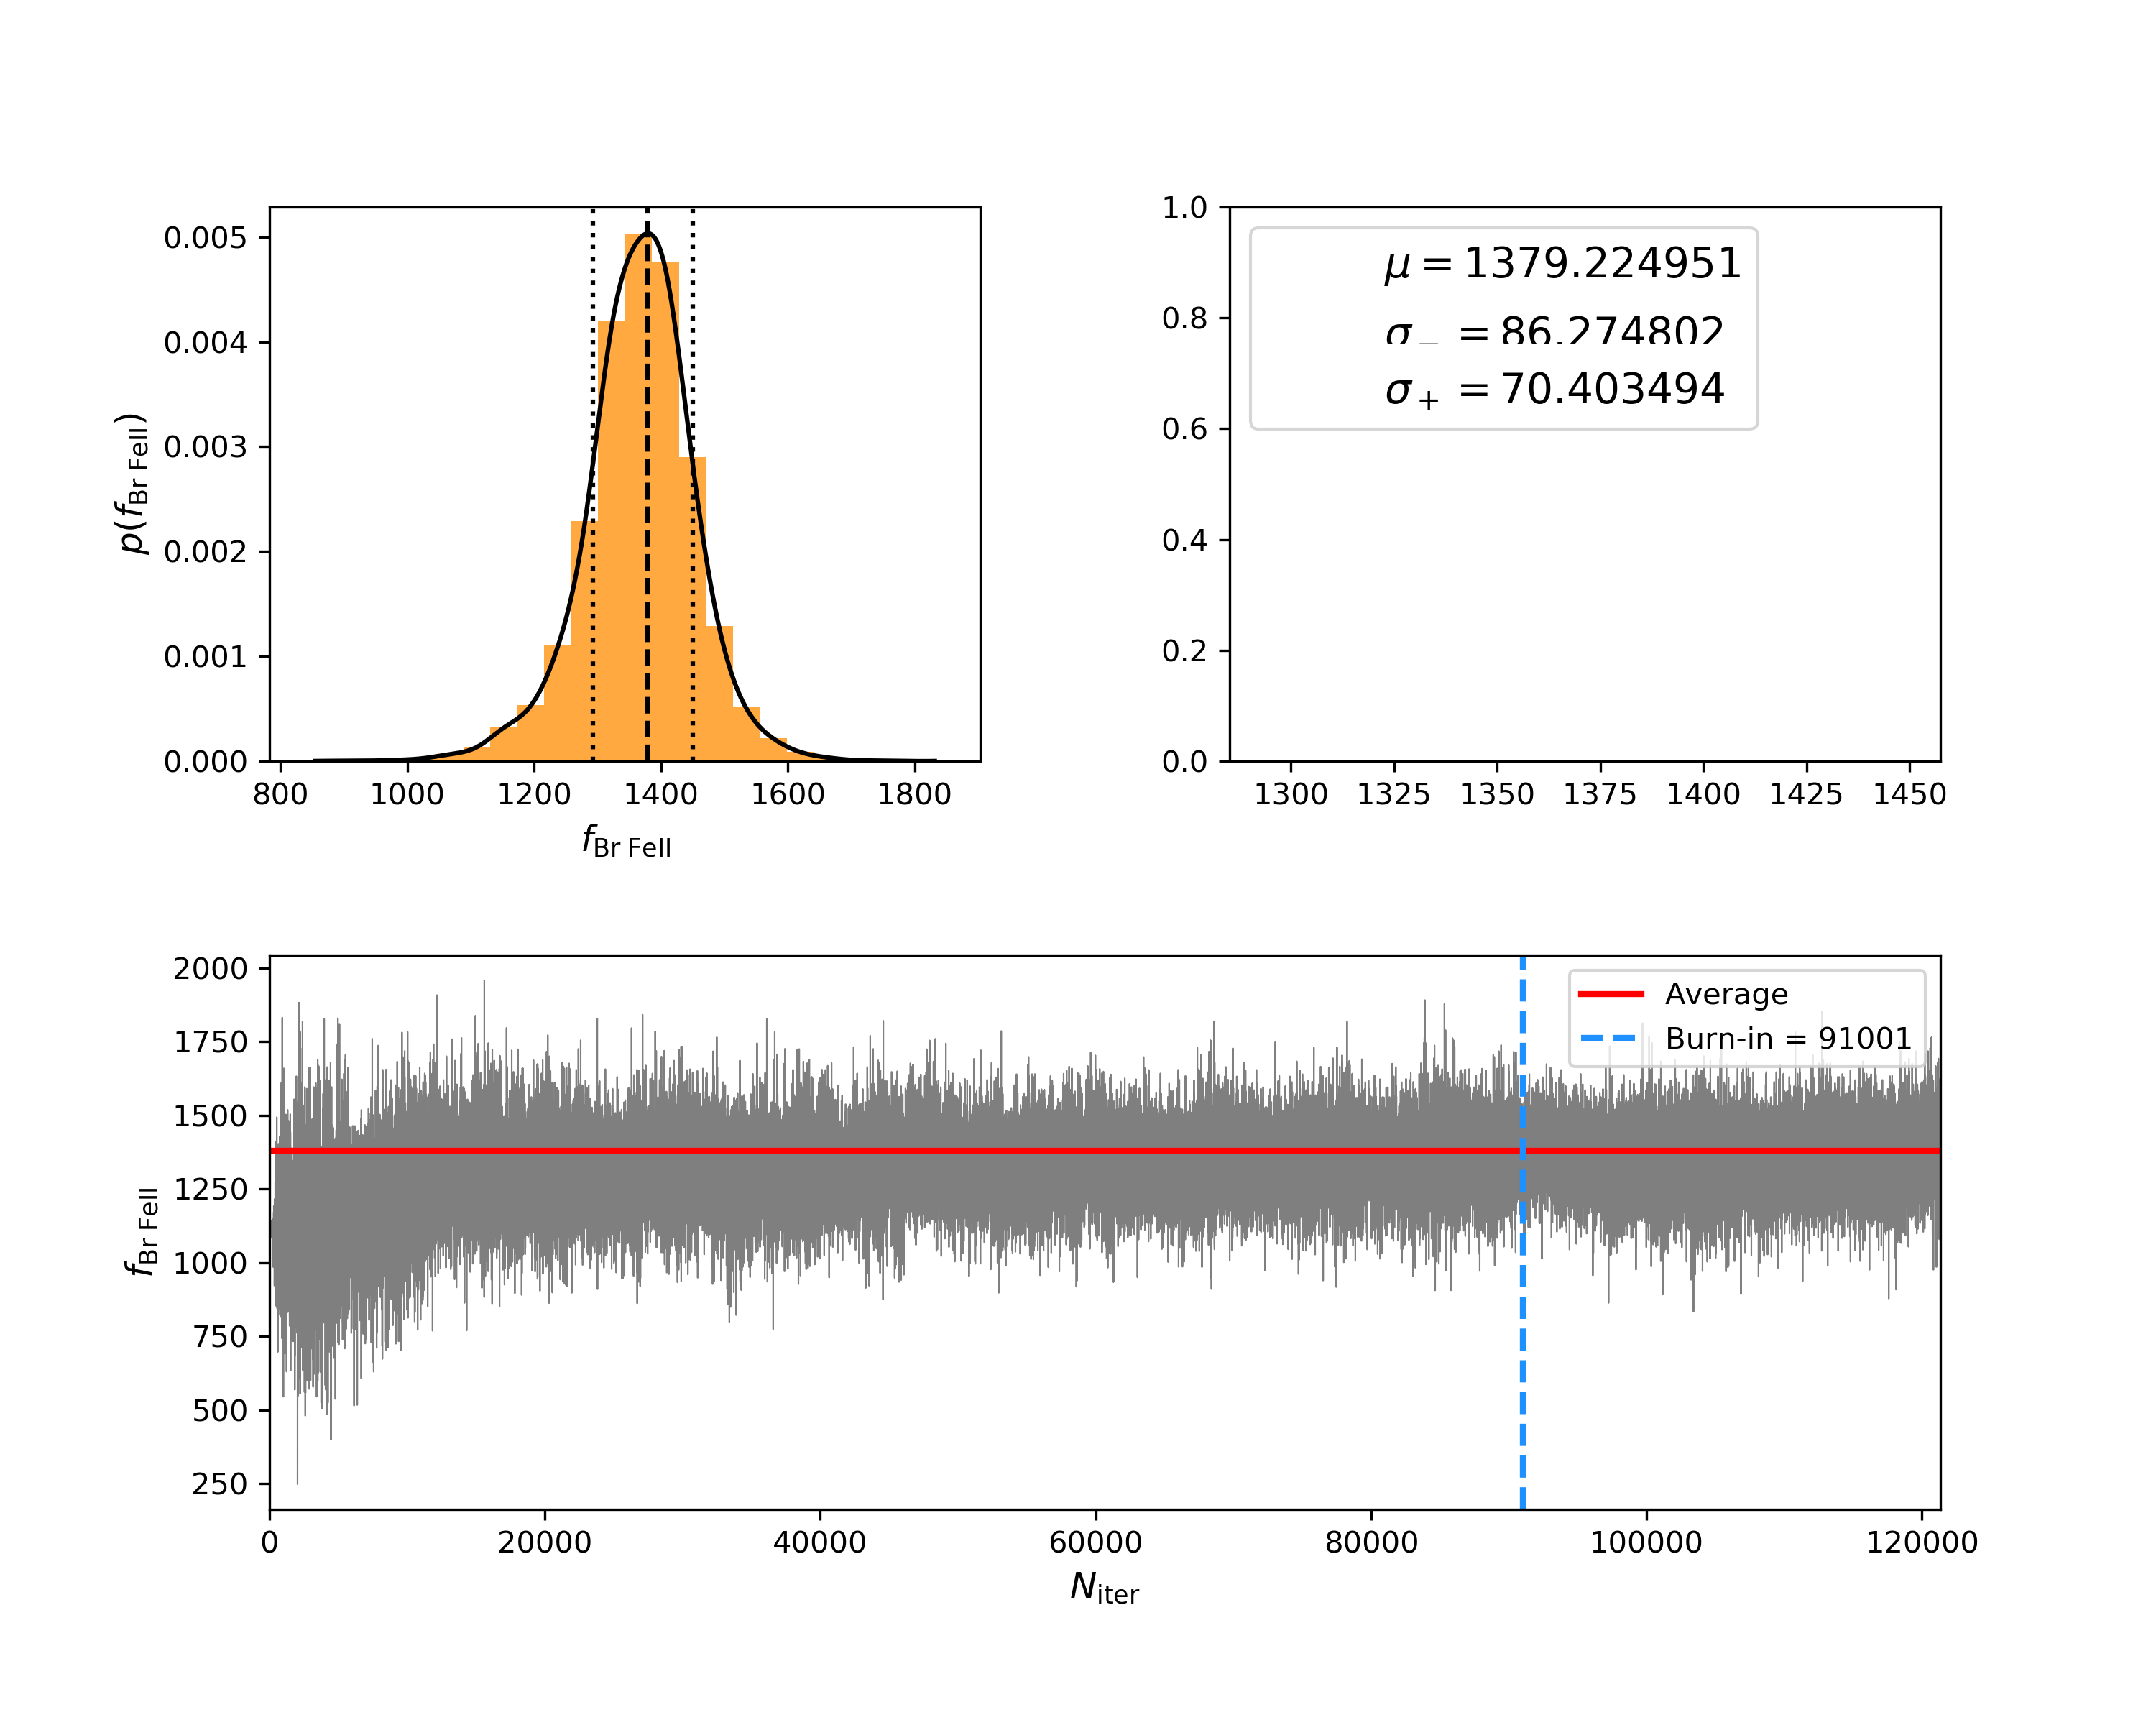 0.005
0.004
0.003
0.002
0.001
0.000
p(f_Br FeII)
800 1000 1200 1400 1600 1800
f_Br FeII
1.0
0.8
0.6
0.4
0.2
0.0
μ = 1379.224951
σ_− = 86.274802
σ_+ = 70.403494
1300 1325 1350 1375 1400 1425 1450
2000
1750
1500
1250
1000
750
500
250
f_Br FeII
Average
Burn-in = 91001
0 20000 40000 60000 80000 100000 120000
N_iter